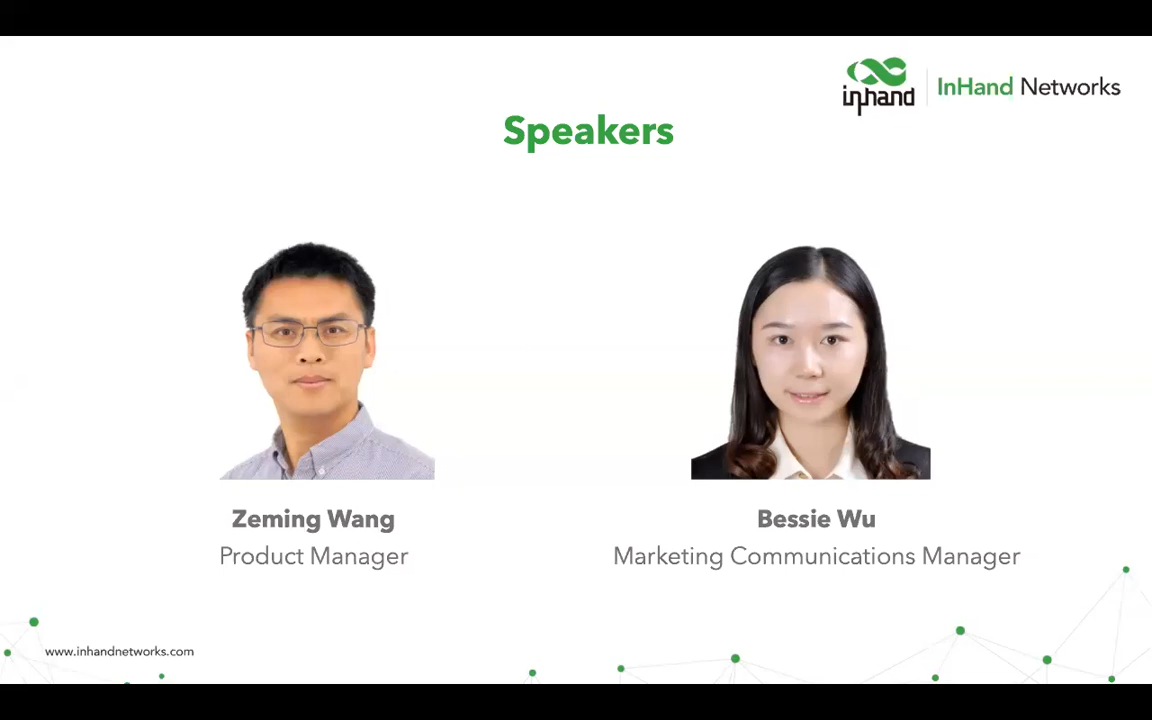 inhand
InHand Networks
Speakers
Zeming Wang
Product Manager
Bessie Wu
Marketing Communications Manager
www.inhandnetworks.com